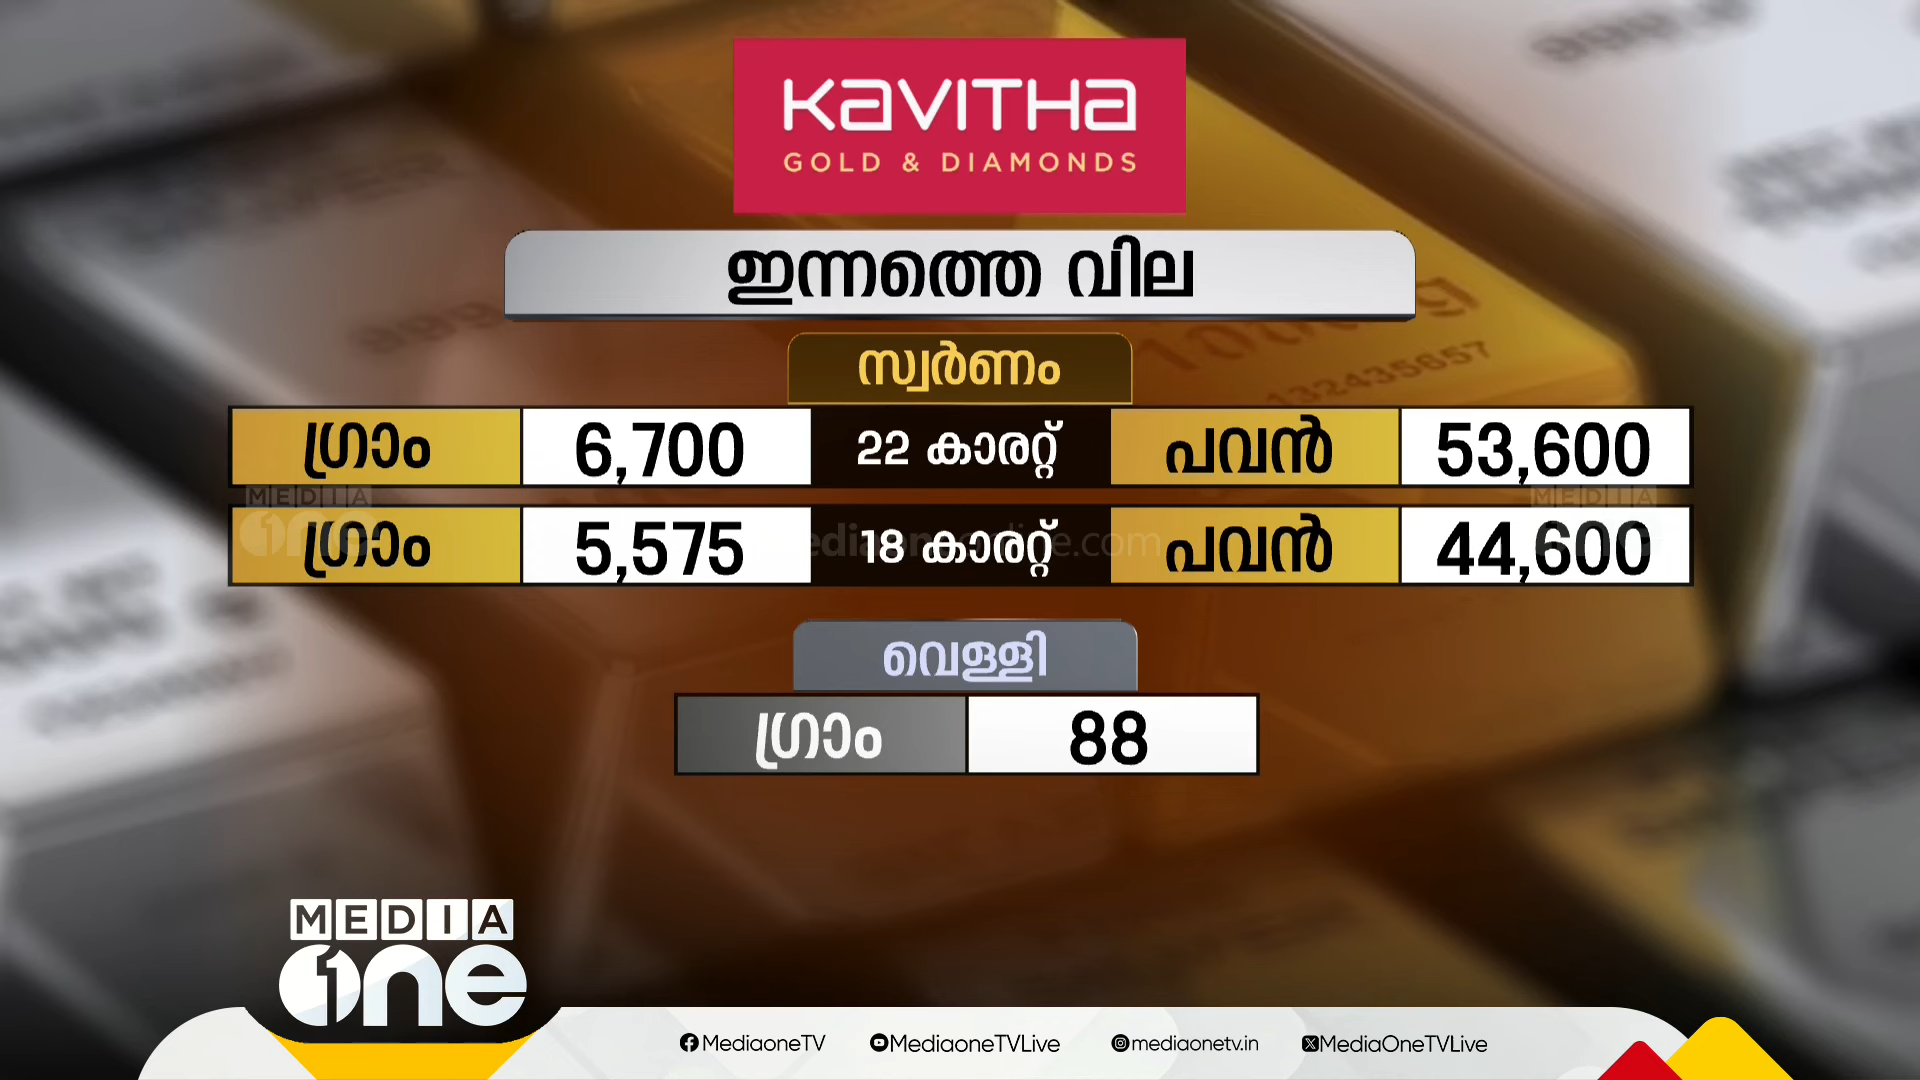 KAVITHA
GOLD & DIAMONDS
ഇന്നത്തെ വില
സ്വർണം
ഗ്രാം 6,700 22 കാരറ്റ് പവൻ 53,600
ഗ്രാം 5,575 18 കാരറ്റ് പവൻ 44,600
വെള്ളി
ഗ്രാം 88
MEDIA
one
MediaoneTV MediaoneTVLive mediaonetv.in MediaOneTVLive